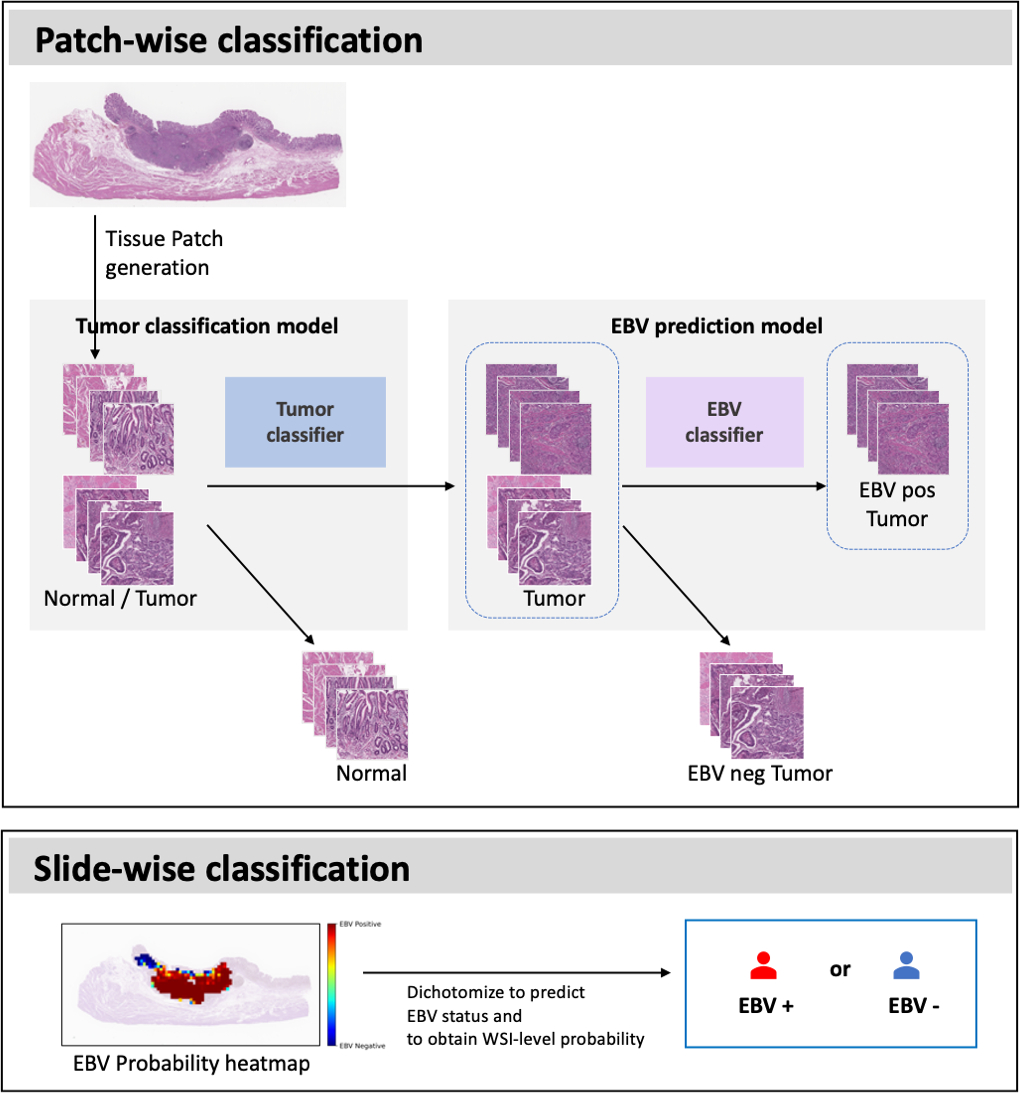 Patch-wise classification
Tissue Patch
generation
Tumor classification model
EBV prediction model
Tumor
classifier
EBV
classifier
EBV pos
Tumor
Normal / Tumor
Tumor
Normal
EBV neg Tumor
Slide-wise classification
EBV Positive
EBV Negative
EBV Probability heatmap
Dichotomize to predict
EBV status and
to obtain WSI-level probability
or
EBV +
EBV -